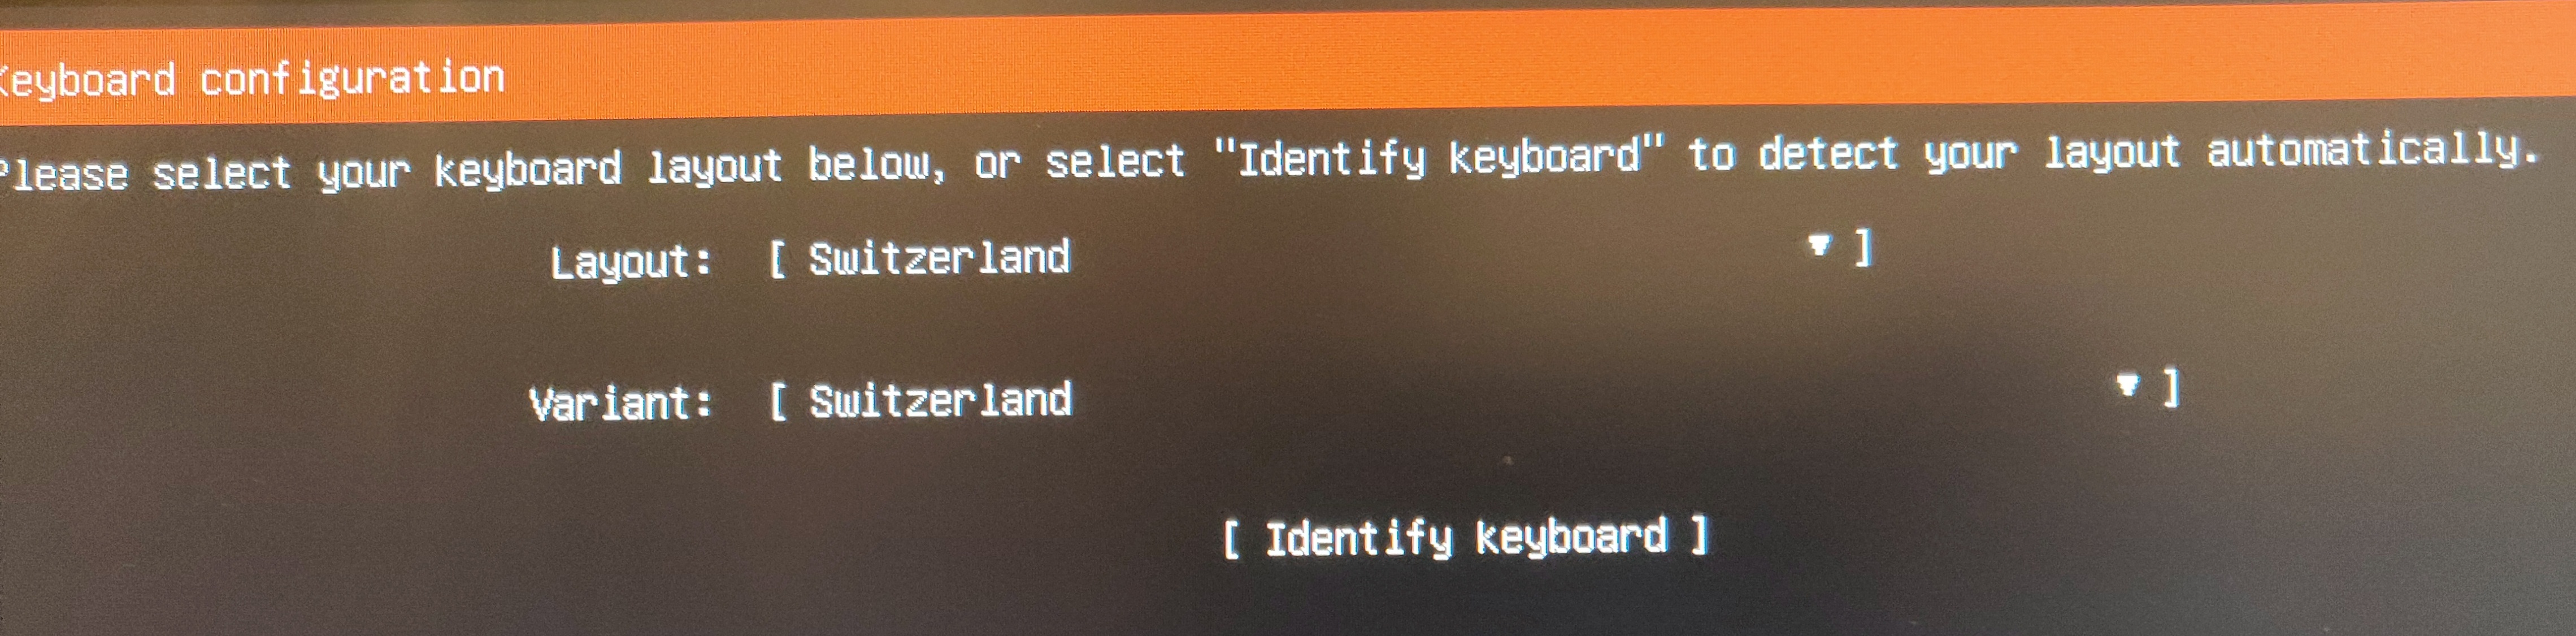 Keyboard configuration
Please select your keyboard layout below, or select "Identify keyboard" to detect your layout automatically.
Layout: [ Switzerland ▼ ]
Variant: [ Switzerland ▼ ]
[ Identify keyboard ]